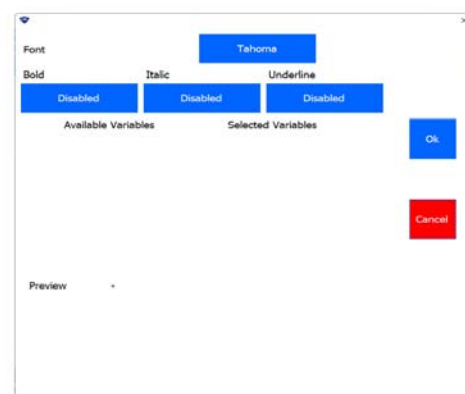 Font Tahoma
Bold Italic Underline
Disabled Disabled Disabled
Available Variables Selected Variables
Ok
Cancel
Preview -